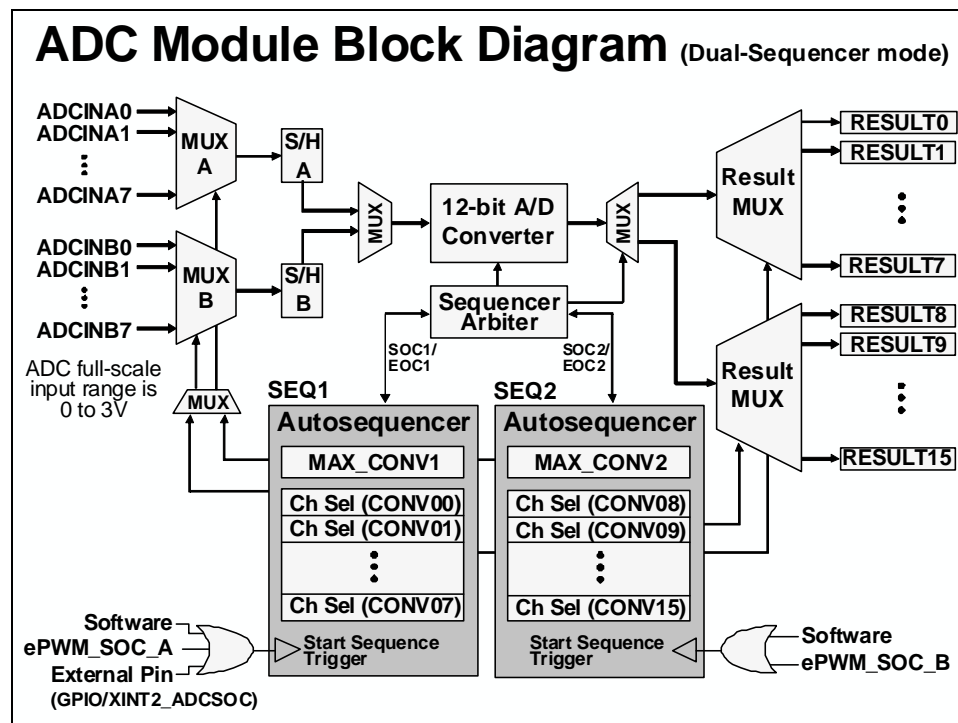 ADC Module Block Diagram (Dual-Sequencer mode)
ADCINA0
ADCINA1
ADCINA7
MUX
A
S/H
A
ADCINB0
ADCINB1
ADCINB7
MUX
B
S/H
B
MUX
12-bit A/D
Converter
MUX
Result
MUX
RESULT0
RESULT1
RESULT7
Result
MUX
RESULT8
RESULT9
RESULT15
Sequencer
Arbiter
SOC1/
EOC1
SOC2/
EOC2
ADC full-scale
input range is
0 to 3V
MUX
SEQ1
Autosequencer
MAX_CONV1
Ch Sel (CONV00)
Ch Sel (CONV01)
Ch Sel (CONV07)
Start Sequence
Trigger
SEQ2
Autosequencer
MAX_CONV2
Ch Sel (CONV08)
Ch Sel (CONV09)
Ch Sel (CONV15)
Start Sequence
Trigger
Software
ePWM_SOC_A
External Pin
(GPIO/XINT2_ADCSOC)
Software
ePWM_SOC_B